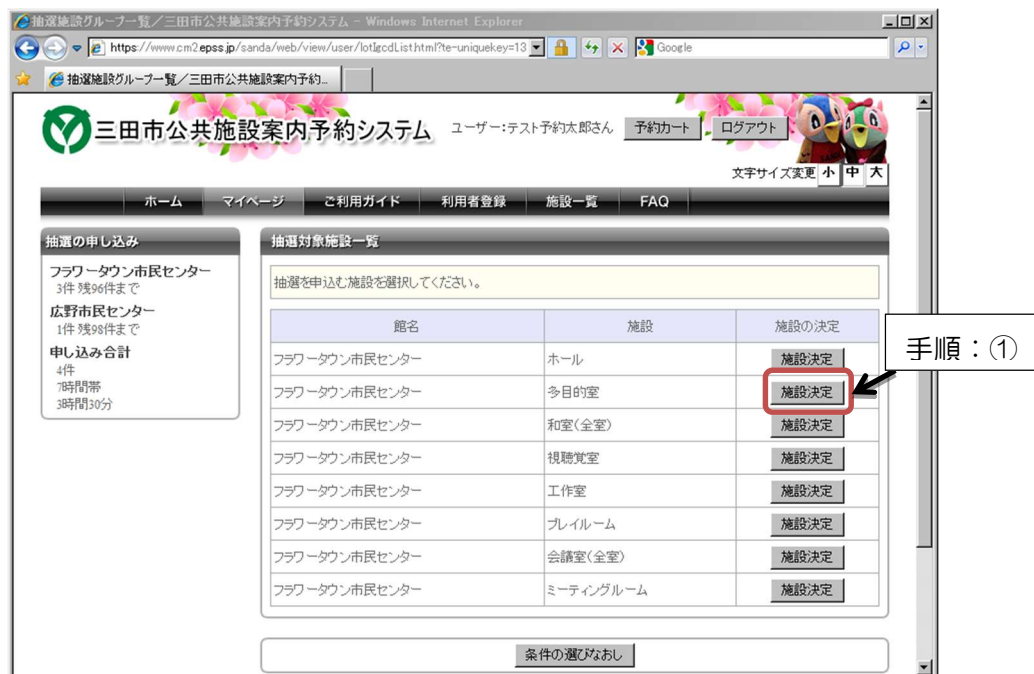 抽選施設グループ一覧／三田市公共施設案内予約システム - Windows Internet Explorer
https://www.cm2.epss.jp/sanda/web/view/user/lotIgcdList.html?te-uniquekey=13
Google
抽選施設グループ一覧／三田市公共施設案内予約...
三田市公共施設案内予約システム
ユーザー：テスト予約太郎さん
予約カート
ログアウト
文字サイズ変更 小 中 大
ホーム マイページ ご利用ガイド 利用者登録 施設一覧 FAQ
抽選の申し込み
フラワータウン市民センター
3件 残96件まで
広野市民センター
1件 残98件まで
申し込み合計
4件
7時間帯
3時間30分
抽選対象施設一覧
抽選を申込む施設を選択してください。
館名 施設 施設の決定
フラワータウン市民センター ホール 施設決定
フラワータウン市民センター 多目的室 施設決定
フラワータウン市民センター 和室(全室) 施設決定
フラワータウン市民センター 視聴覚室 施設決定
フラワータウン市民センター 工作室 施設決定
フラワータウン市民センター プレイルーム 施設決定
フラワータウン市民センター 会議室(全室) 施設決定
フラワータウン市民センター ミーティングルーム 施設決定
条件の選びなおし
手順：①